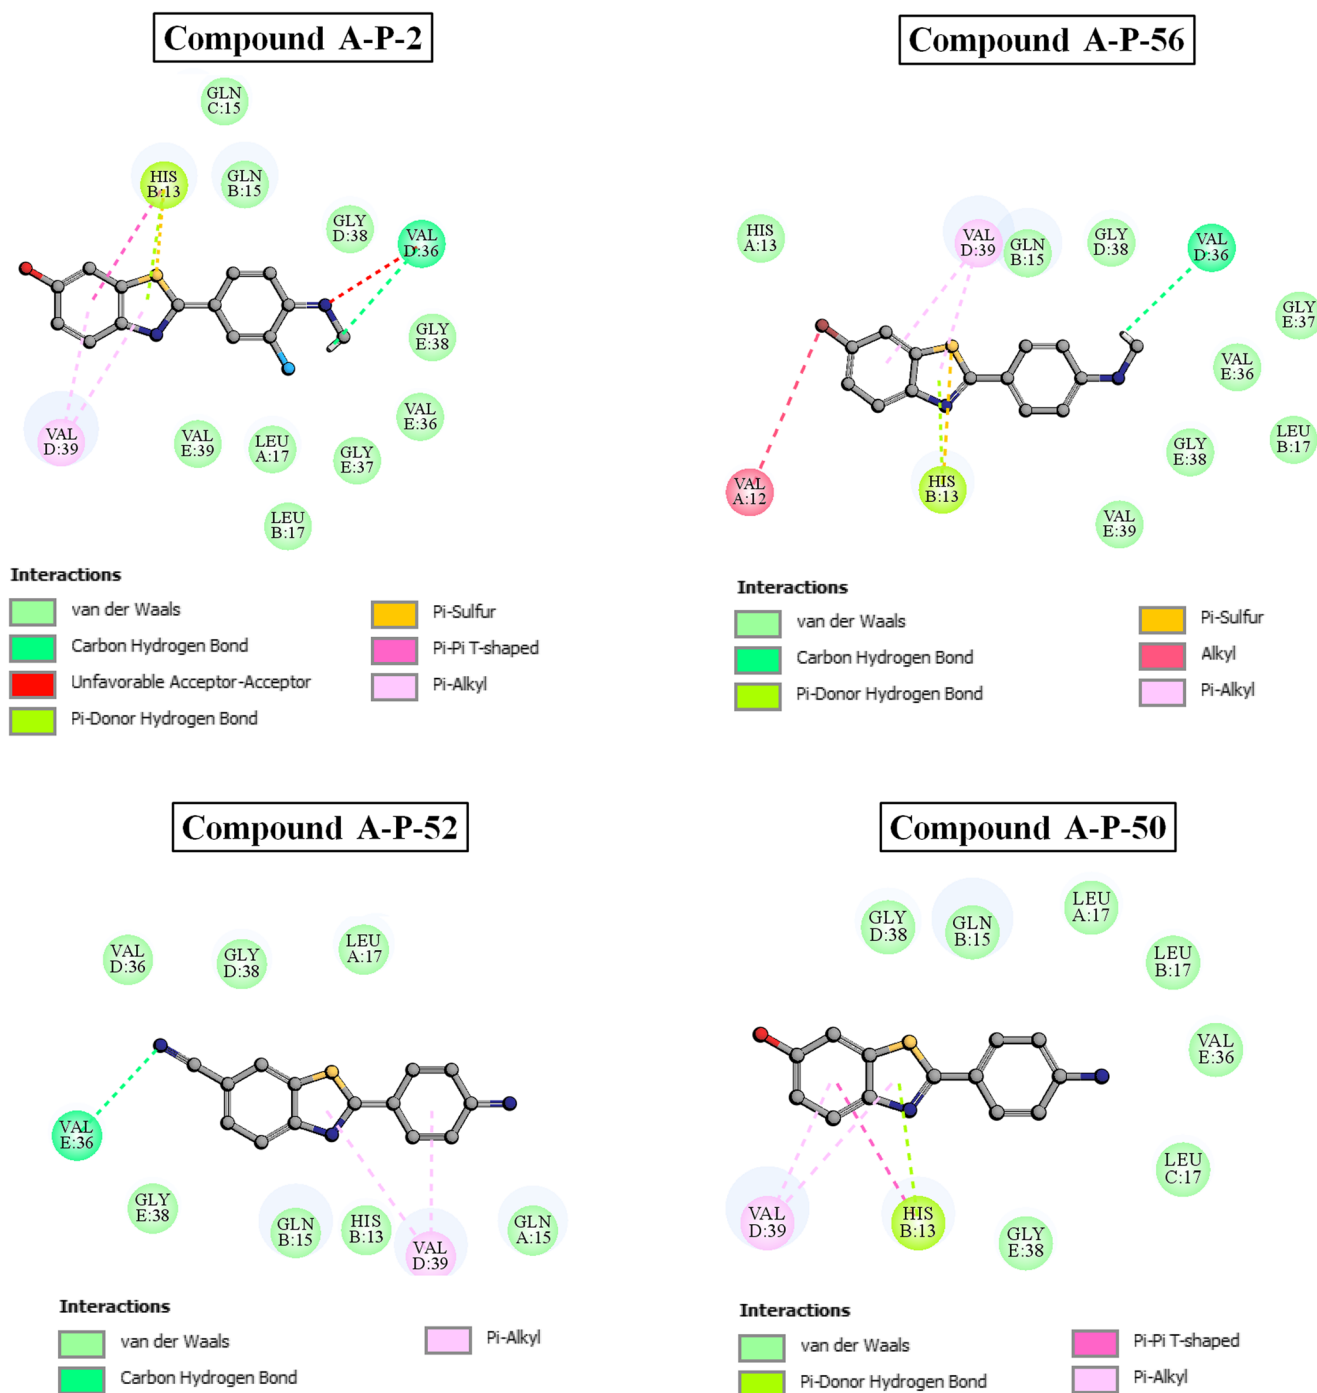 Compound A-P-2
GLN
C:15
HIS
B:13
GLN
B:15
GLY
D:38
VAL
D:36
GLY
E:38
VAL
E:36
VAL
D:39
VAL
E:39
LEU
A:17
GLY
E:37
LEU
B:17
Interactions
van der Waals
Carbon Hydrogen Bond
Unfavorable Acceptor-Acceptor
Pi-Donor Hydrogen Bond
Pi-Sulfur
Pi-Pi T-shaped
Pi-Alkyl
Compound A-P-56
HIS
A:13
VAL
D:39
GLN
B:15
GLY
D:38
VAL
D:36
GLY
E:37
VAL
E:36
LEU
B:17
GLY
E:38
VAL
A:12
HIS
B:13
VAL
E:39
Interactions
van der Waals
Carbon Hydrogen Bond
Pi-Donor Hydrogen Bond
Pi-Sulfur
Alkyl
Pi-Alkyl
Compound A-P-52
VAL
D:36
GLY
D:38
LEU
A:17
VAL
E:36
GLY
E:38
GLN
B:15
HIS
B:13
VAL
D:39
GLN
A:15
Interactions
van der Waals
Carbon Hydrogen Bond
Pi-Alkyl
Compound A-P-50
GLY
D:38
GLN
B:15
LEU
A:17
LEU
B:17
VAL
E:36
LEU
C:17
VAL
D:39
HIS
B:13
GLY
E:38
Interactions
van der Waals
Pi-Donor Hydrogen Bond
Pi-Pi T-shaped
Pi-Alkyl